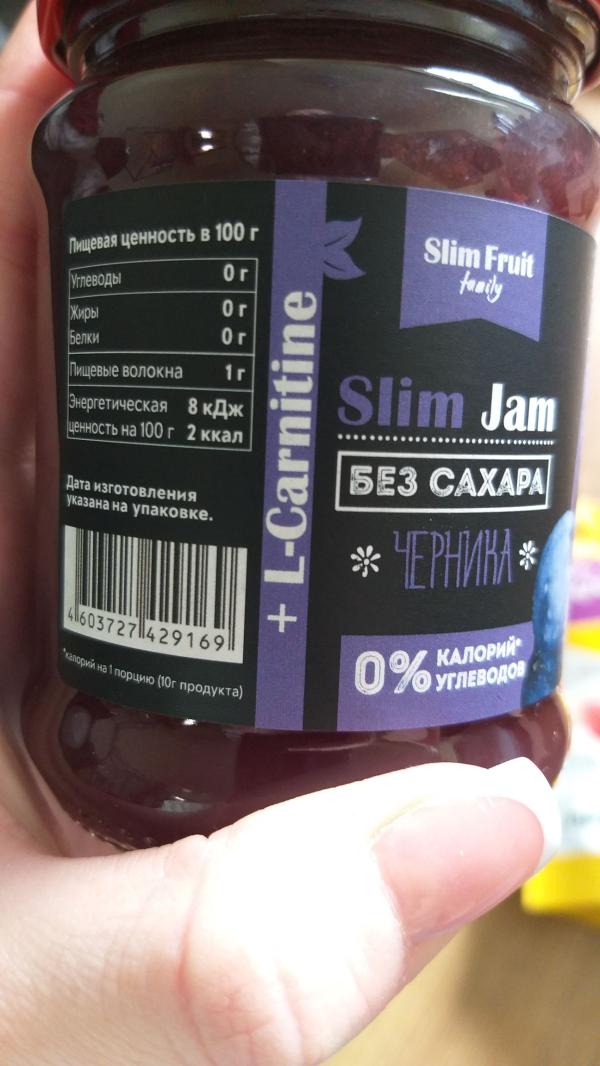 Пищевая ценность в 100 г
Углеводы 0 г
Жиры 0 г
Белки 0 г
Пищевые волокна 1 г
Энергетическая 8 кДж
ценность на 100 г 2 ккал
Дата изготовления
указана на упаковке.
4 603727 429169
*калорий на 1 порцию (10г продукта)
+ L-Carnitine
Slim Fruit
family
Slim Jam
БЕЗ САХАРА
ЧЕРНИКА
0% КАЛОРИЙ*
УГЛЕВОДОВ